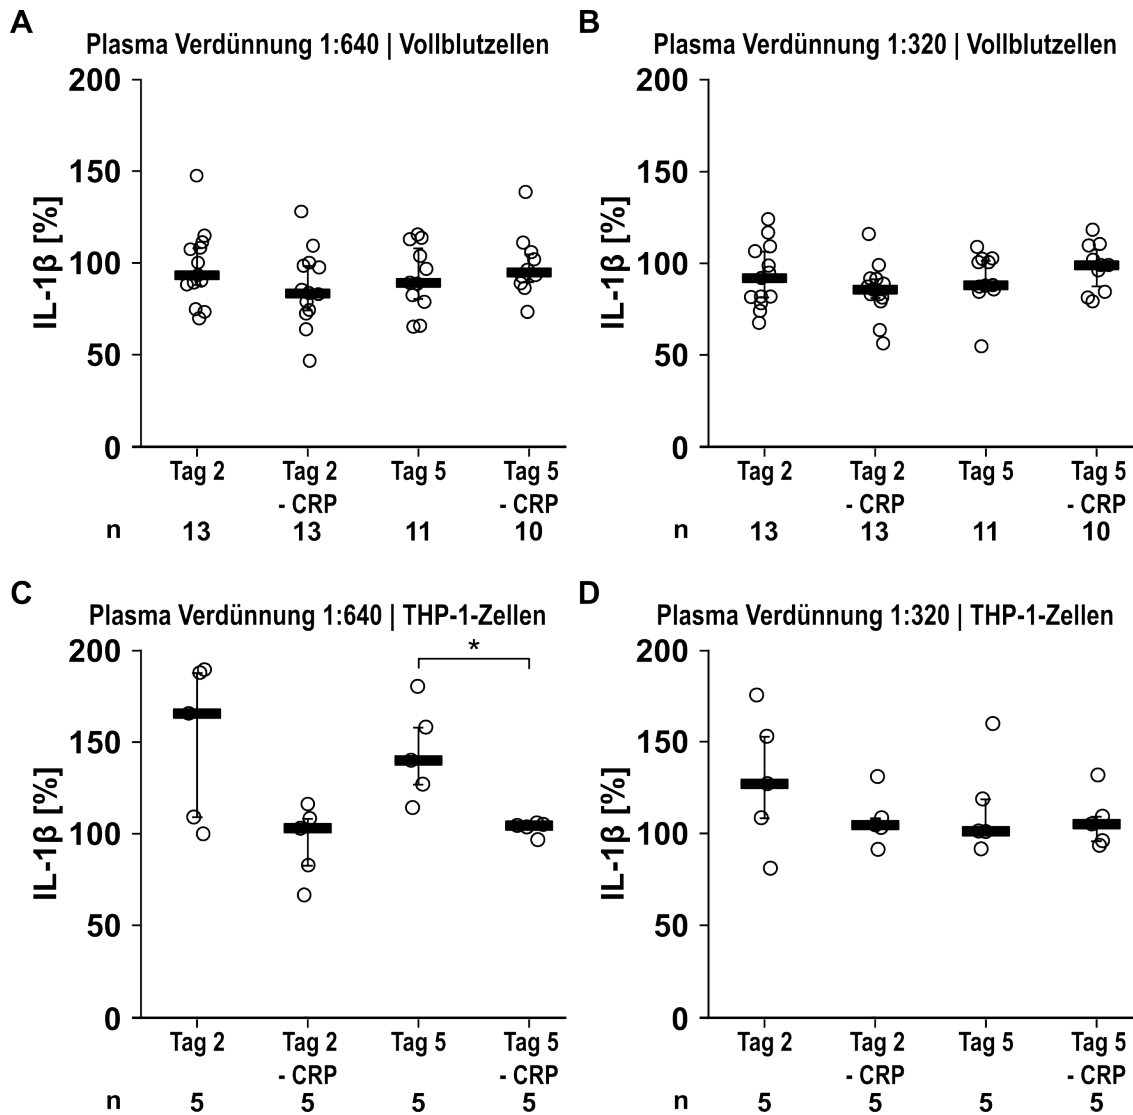 A
Plasma Verdünnung 1:640 | Vollblutzellen
IL-1β [%]
200
150
100
50
0
Tag 2
Tag 2
- CRP
Tag 5
Tag 5
- CRP
n 13 13 11 10
B
Plasma Verdünnung 1:320 | Vollblutzellen
IL-1β [%]
200
150
100
50
0
Tag 2
Tag 2
- CRP
Tag 5
Tag 5
- CRP
n 13 13 11 10
C
Plasma Verdünnung 1:640 | THP-1-Zellen
IL-1β [%]
200
150
100
50
0
*
Tag 2
Tag 2
- CRP
Tag 5
Tag 5
- CRP
n 5 5 5 5
D
Plasma Verdünnung 1:320 | THP-1-Zellen
IL-1β [%]
200
150
100
50
0
Tag 2
Tag 2
- CRP
Tag 5
Tag 5
- CRP
n 5 5 5 5